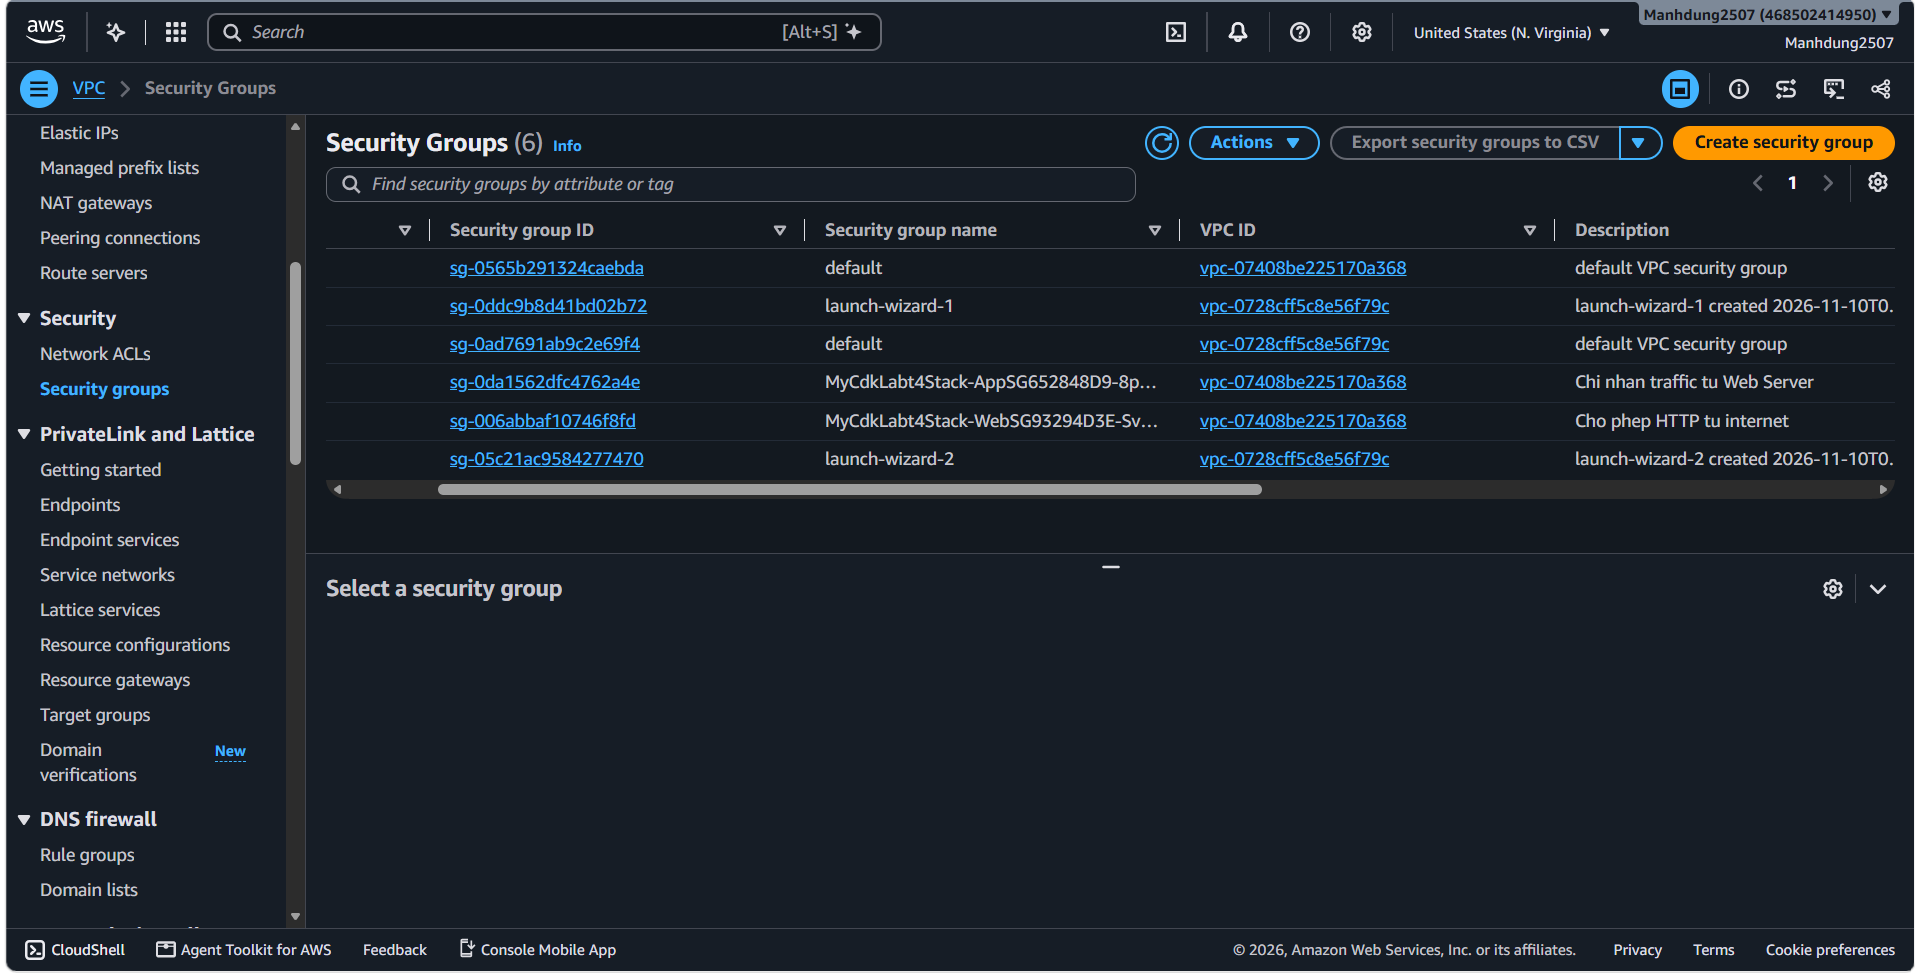 aws
Search [Alt+S]
United States (N. Virginia)
Manhdung2507 (468502414950)
Manhdung2507
VPC
Security Groups
Elastic IPs
Managed prefix lists
NAT gateways
Peering connections
Route servers
Security
Network ACLs
Security groups
PrivateLink and Lattice
Getting started
Endpoints
Endpoint services
Service networks
Lattice services
Resource configurations
Resource gateways
Target groups
Domain verifications New
DNS firewall
Rule groups
Domain lists
Security Groups (6) Info
Actions
Export security groups to CSV
Create security group
Find security groups by attribute or tag
1
Security group ID Security group name VPC ID Description
sg-0565b291324caebda default vpc-07408be225170a368 default VPC security group
sg-0ddc9b8d41bd02b72 launch-wizard-1 vpc-0728cff5c8e56f79c launch-wizard-1 created 2026-11-10T0.
sg-0ad7691ab9c2e69f4 default vpc-0728cff5c8e56f79c default VPC security group
sg-0da1562dfc4762a4e MyCdkLabt4Stack-AppSG652848D9-8p... vpc-07408be225170a368 Chi nhan traffic tu Web Server
sg-006abbaf10746f8fd MyCdkLabt4Stack-WebSG93294D3E-Sv... vpc-07408be225170a368 Cho phep HTTP tu internet
sg-05c21ac9584277470 launch-wizard-2 vpc-0728cff5c8e56f79c launch-wizard-2 created 2026-11-10T0.
Select a security group
CloudShell Agent Toolkit for AWS Feedback Console Mobile App
© 2026, Amazon Web Services, Inc. or its affiliates. Privacy Terms Cookie preferences